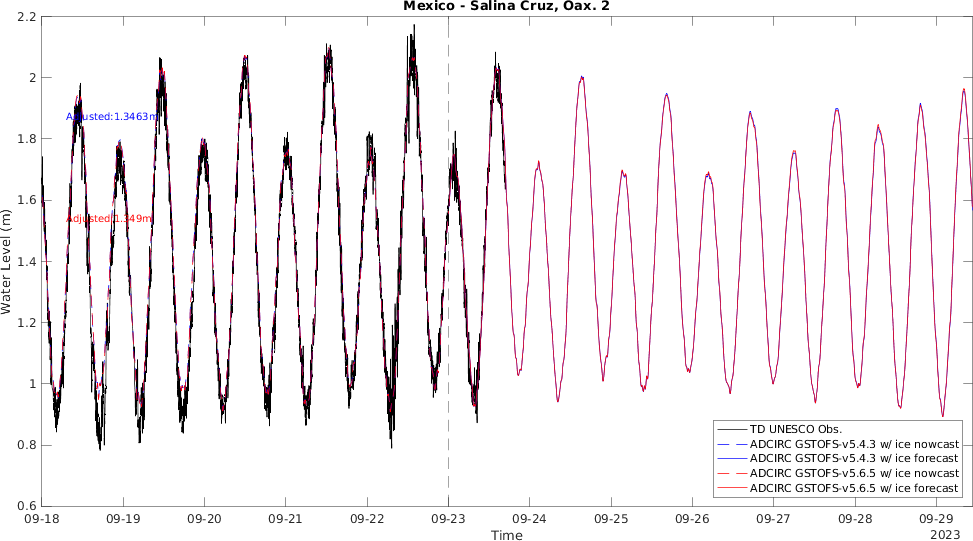 Mexico - Salina Cruz, Oax. 2
2.2
2
1.8
1.6
1.4
1.2
1
0.8
0.6
Water Level (m)
Adjusted:1.3463m
Adjusted:1.349m
TD UNESCO Obs.
ADCIRC GSTOFS-v5.4.3 w/ ice nowcast
ADCIRC GSTOFS-v5.4.3 w/ ice forecast
ADCIRC GSTOFS-v5.6.5 w/ ice nowcast
ADCIRC GSTOFS-v5.6.5 w/ ice forecast
09-18 09-19 09-20 09-21 09-22 09-23 09-24 09-25 09-26 09-27 09-28 09-29
Time
2023